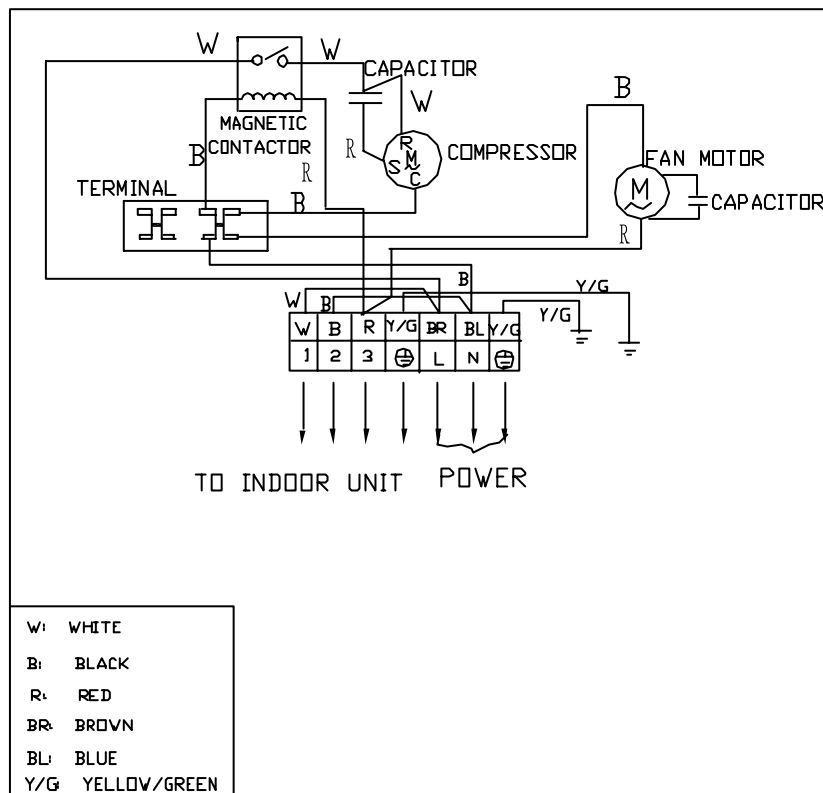 W
W
CAPACITOR
W
B
MAGNETIC
CONTACTOR
B
R
R
R
M
S
C
COMPRESSOR
FAN MOTOR
M
CAPACITOR
R
TERMINAL
B
B
Y/G
W
B
Y/G
W B R Y/G BR BL Y/G
1 2 3 L N
TO INDOOR UNIT
POWER
W: WHITE
B: BLACK
R: RED
BR: BROWN
BL: BLUE
Y/G: YELLOW/GREEN